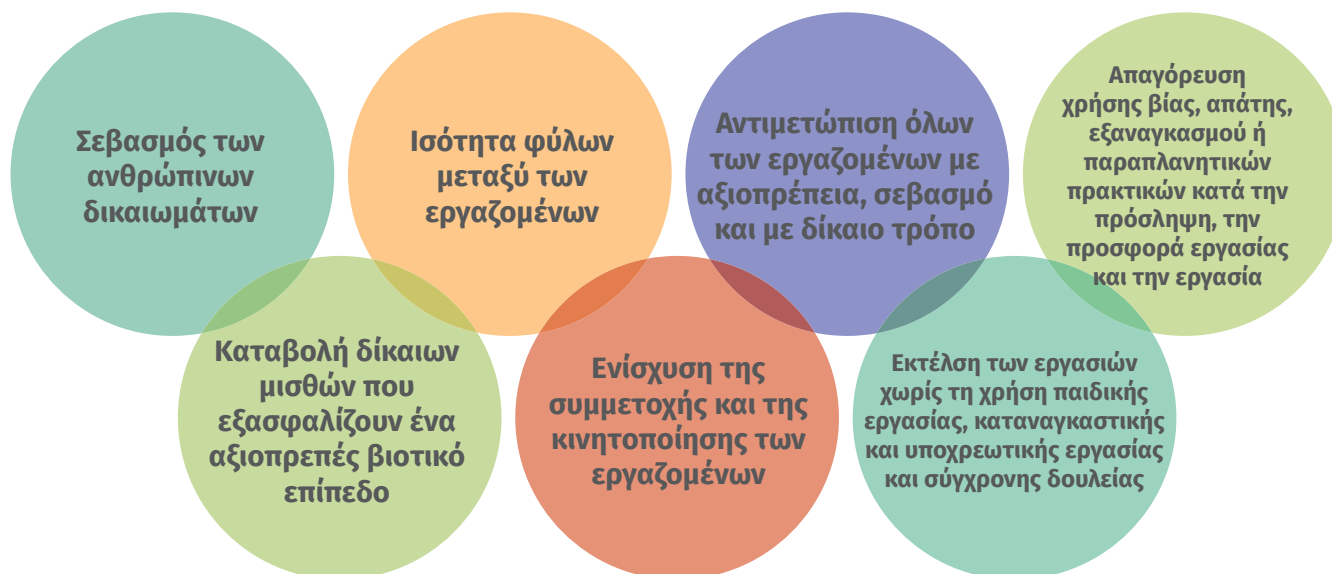 Σεβασμός των
ανθρώπινων
δικαιωμάτων
Ισότητα φύλων
μεταξύ των
εργαζομένων
Αντιμετώπιση όλων
των εργαζομένων με
αξιοπρέπεια, σεβασμό
και με δίκαιο τρόπο
Απαγόρευση
χρήσης βίας, απάτης,
εξαναγκασμού ή
παραπλανητικών
πρακτικών κατά την
πρόσληψη, την
προσφορά εργασίας
και την εργασία
Καταβολή δίκαιων
μισθών που
εξασφαλίζουν ένα
αξιοπρεπές βιοτικό
επίπεδο
Ενίσχυση της
συμμετοχής και της
κινητοποίησης των
εργαζομένων
Εκτέλση των εργασιών
χωρίς τη χρήση παιδικής
εργασίας, καταναγκαστικής
και υποχρεωτικής εργασίας
και σύγχρονης δουλείας